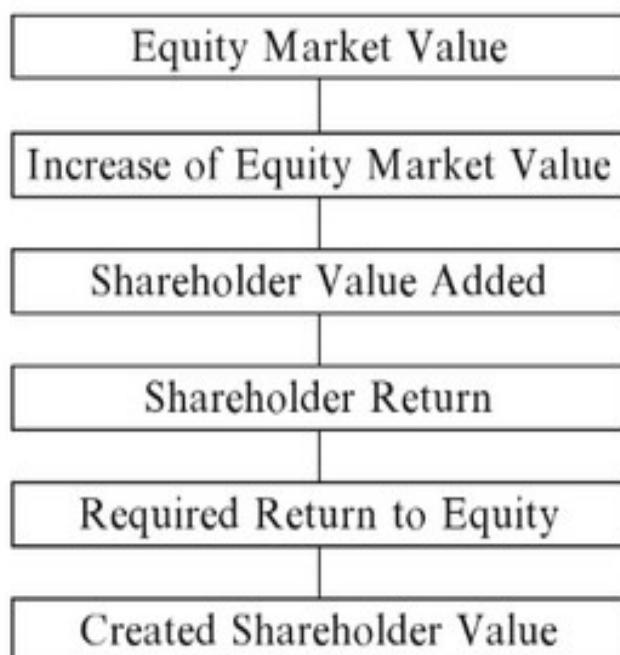 Equity Market Value
Increase of Equity Market Value
Shareholder Value Added
Shareholder Return
Required Return to Equity
Created Shareholder Value